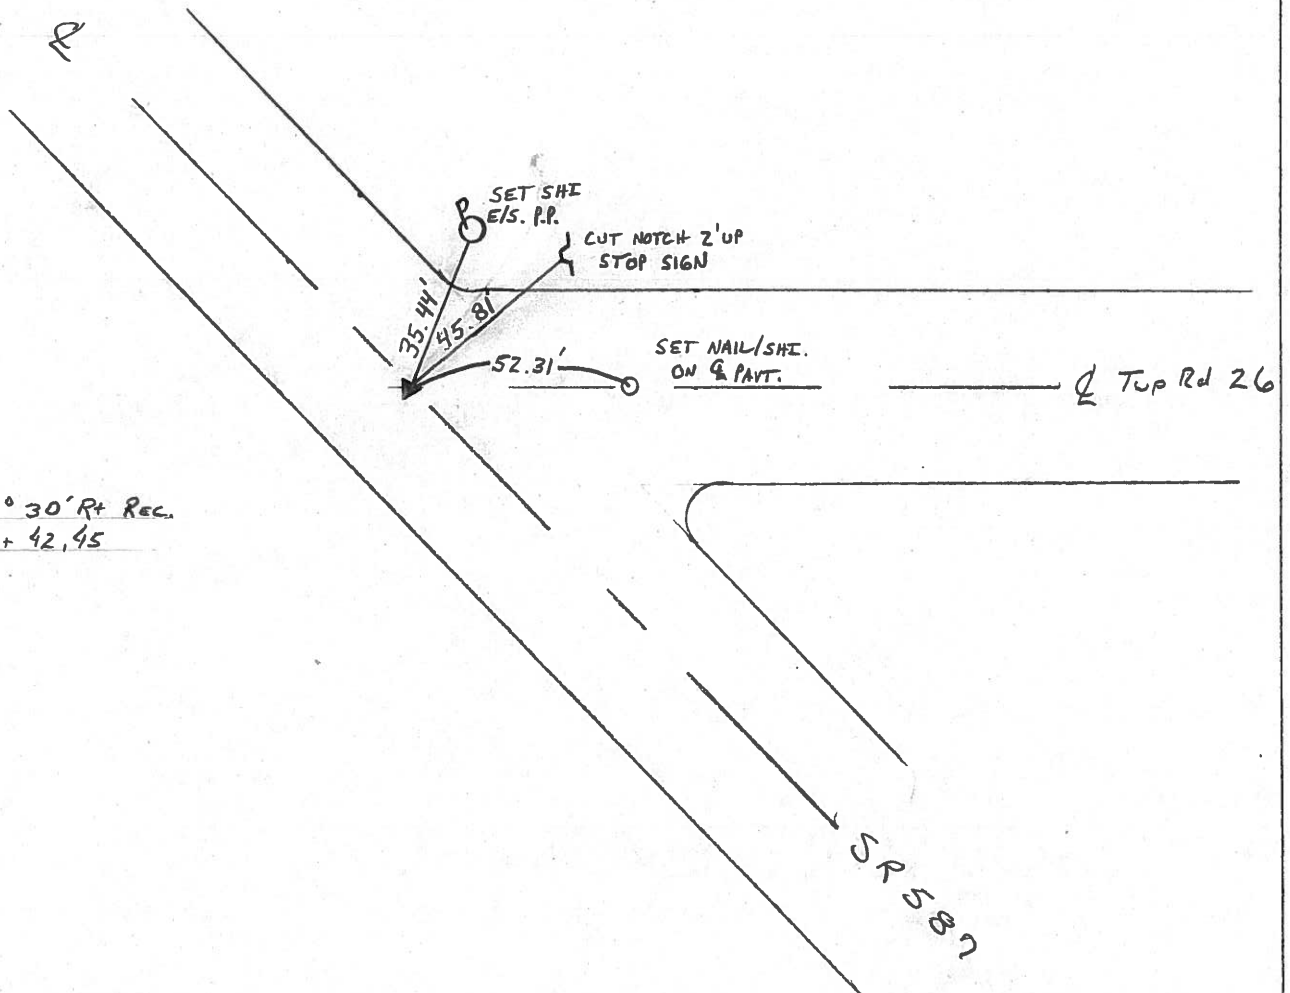 ℄
SET SHI
E/S. P.P.
CUT NOTCH 2'UP
STOP SIGN
35.44'
45.81'
52.31'
SET NAIL/SHI.
ON ℄ PAVT.
℄ Twp Rd 26
° 30' Rt REC.
+ 42.45
SR 587